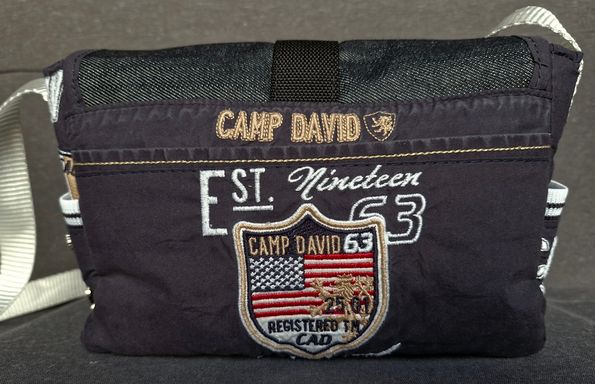 CAMP DAVID
EST. Nineteen
63
CAMP DAVID 63
25 01
REGISTERED TM
CAD